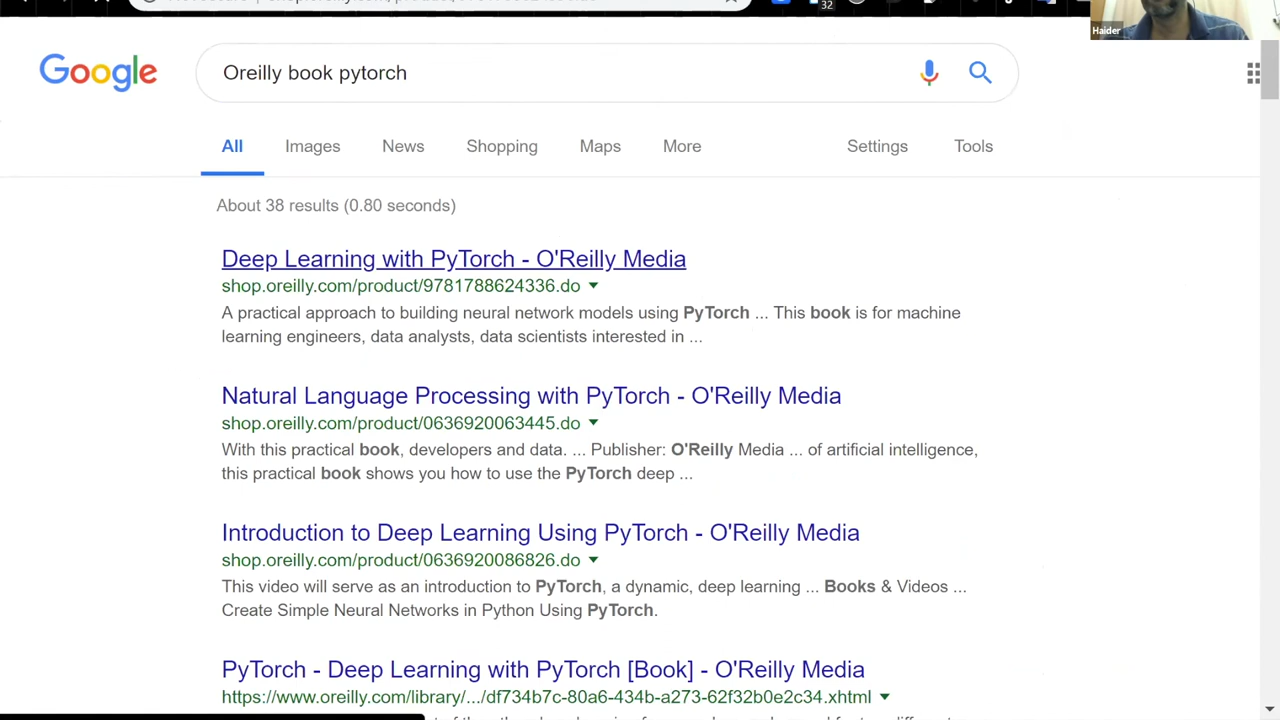 32
Haider
Google
Oreilly book pytorch
All Images News Shopping Maps More Settings Tools
About 38 results (0.80 seconds)
Deep Learning with PyTorch - O'Reilly Media
shop.oreilly.com/product/9781788624336.do
A practical approach to building neural network models using PyTorch ... This book is for machine
learning engineers, data analysts, data scientists interested in ...
Natural Language Processing with PyTorch - O'Reilly Media
shop.oreilly.com/product/0636920063445.do
With this practical book, developers and data. ... Publisher: O'Reilly Media ... of artificial intelligence,
this practical book shows you how to use the PyTorch deep ...
Introduction to Deep Learning Using PyTorch - O'Reilly Media
shop.oreilly.com/product/0636920086826.do
This video will serve as an introduction to PyTorch, a dynamic, deep learning ... Books & Videos ...
Create Simple Neural Networks in Python Using PyTorch.
PyTorch - Deep Learning with PyTorch [Book] - O'Reilly Media
https://www.oreilly.com/library/.../df734b7c-80a6-434b-a273-62f32b0e2c34.xhtml